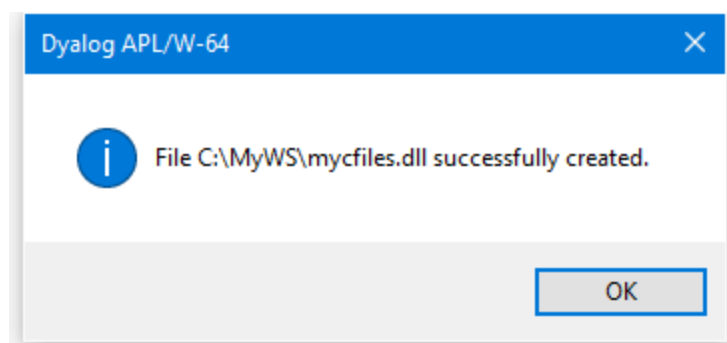 Dyalog APL/W-64
File C:\MyWS\mycfiles.dll successfully created.
OK